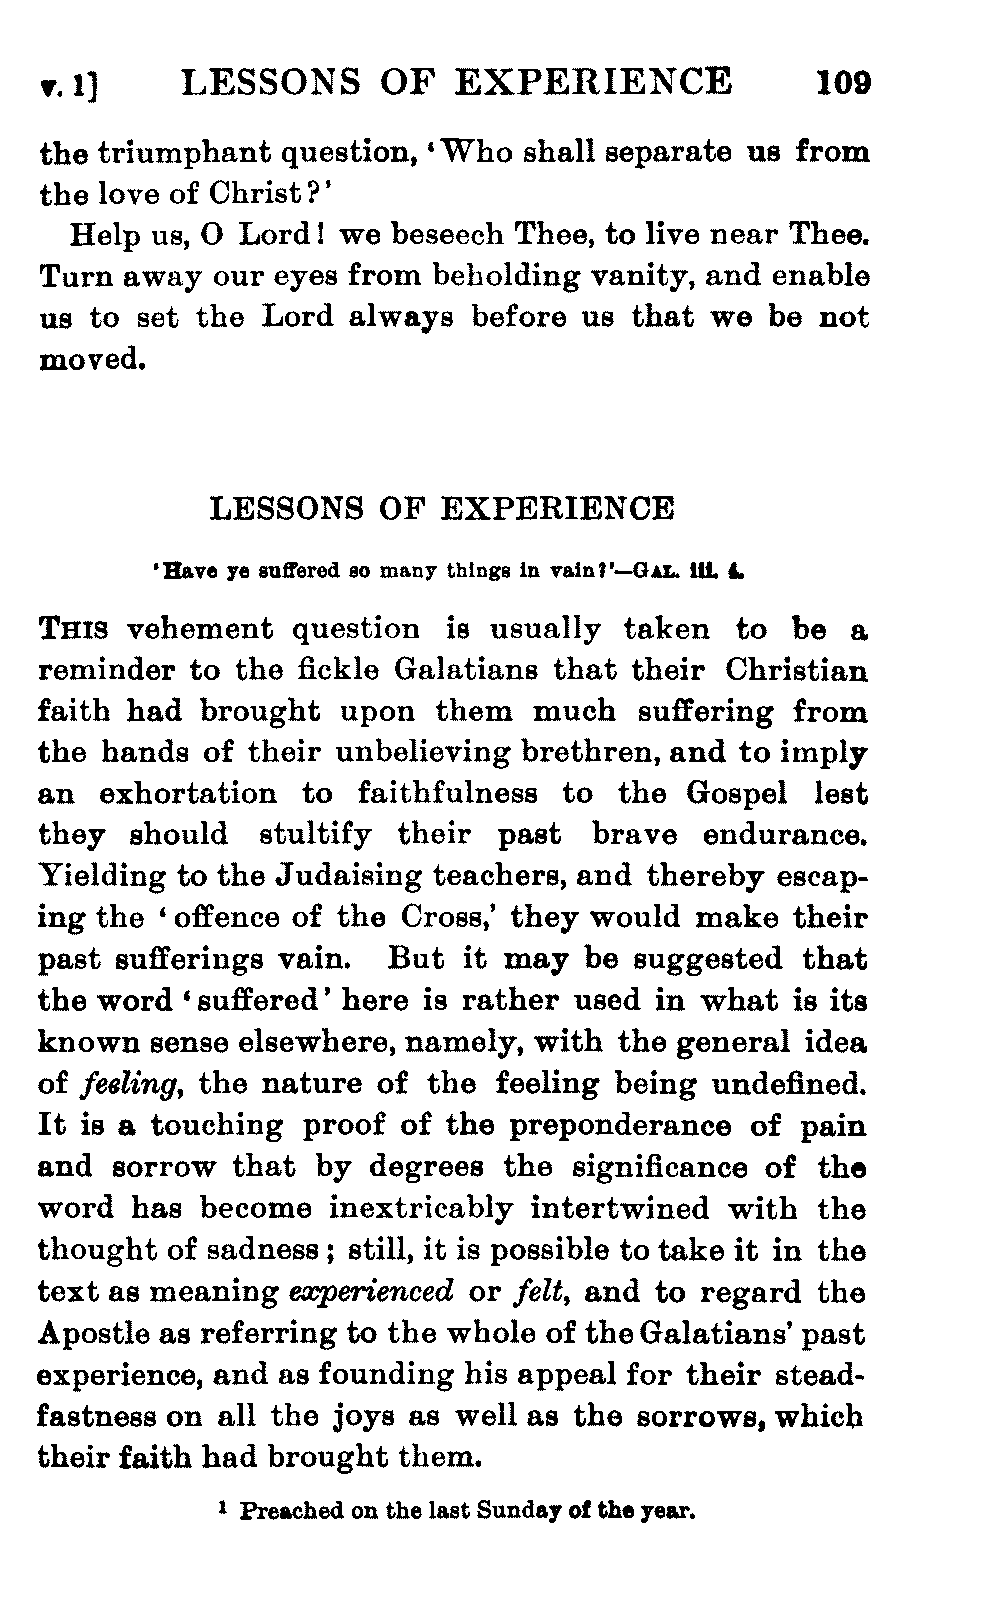 v. 1] LESSONS OF EXPERIENCE 109
the triumphant question, ‘Who shall separate us from
the love of Christ?’
Help us, O Lord! we beseech Thee, to live near Thee.
Turn away our eyes from beholding vanity, and enable
us to set the Lord always before us that we be not
moved.
LESSONS OF EXPERIENCE
‘Have ye suffered so many things in vain?’—GAL. iii. 4.
THIS vehement question is usually taken to be a
reminder to the fickle Galatians that their Christian
faith had brought upon them much suffering from
the hands of their unbelieving brethren, and to imply
an exhortation to faithfulness to the Gospel lest
they should stultify their past brave endurance.
Yielding to the Judaising teachers, and thereby escap-
ing the ‘offence of the Cross,’ they would make their
past sufferings vain. But it may be suggested that
the word ‘suffered’ here is rather used in what is its
known sense elsewhere, namely, with the general idea
of feeling, the nature of the feeling being undefined.
It is a touching proof of the preponderance of pain
and sorrow that by degrees the significance of the
word has become inextricably intertwined with the
thought of sadness; still, it is possible to take it in the
text as meaning experienced or felt, and to regard the
Apostle as referring to the whole of the Galatians’ past
experience, and as founding his appeal for their stead-
fastness on all the joys as well as the sorrows, which
their faith had brought them.
1 Preached on the last Sunday of the year.